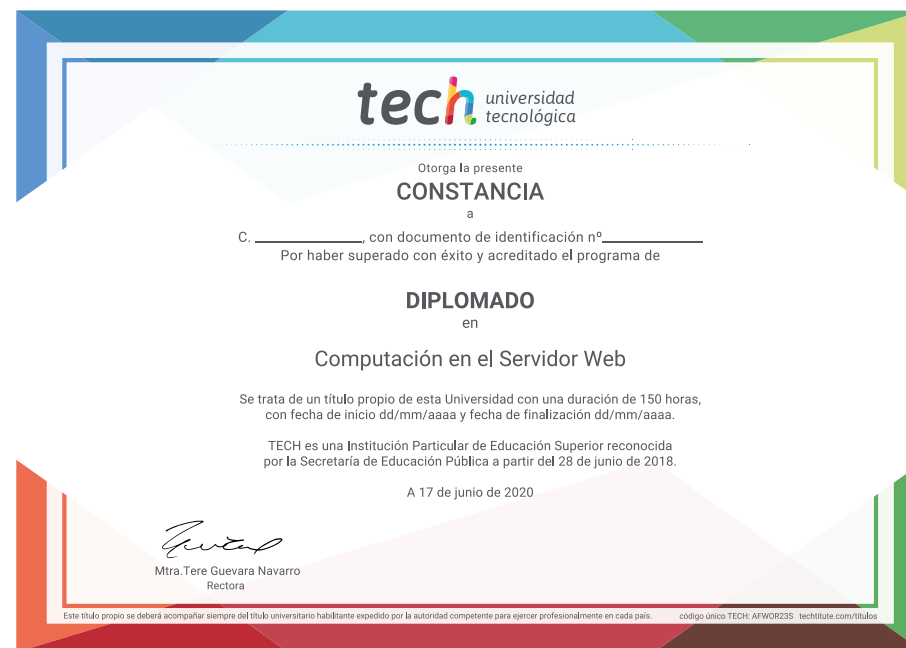 tech universidad
tecnológica
Otorga la presente
CONSTANCIA
a
C. ____________, con documento de identificación nº____________
Por haber superado con éxito y acreditado el programa de
DIPLOMADO
en
Computación en el Servidor Web
Se trata de un título propio de esta Universidad con una duración de 150 horas,
con fecha de inicio dd/mm/aaaa y fecha de finalización dd/mm/aaaa.
TECH es una Institución Particular de Educación Superior reconocida
por la Secretaría de Educación Pública a partir del 28 de junio de 2018.
A 17 de junio de 2020
Mtra.Tere Guevara Navarro
Rectora
Este título propio se deberá acompañar siempre del título universitario habilitante expedido por la autoridad competente para ejercer profesionalmente en cada país. código único TECH: AFWOR23S techtitute.com/titulos